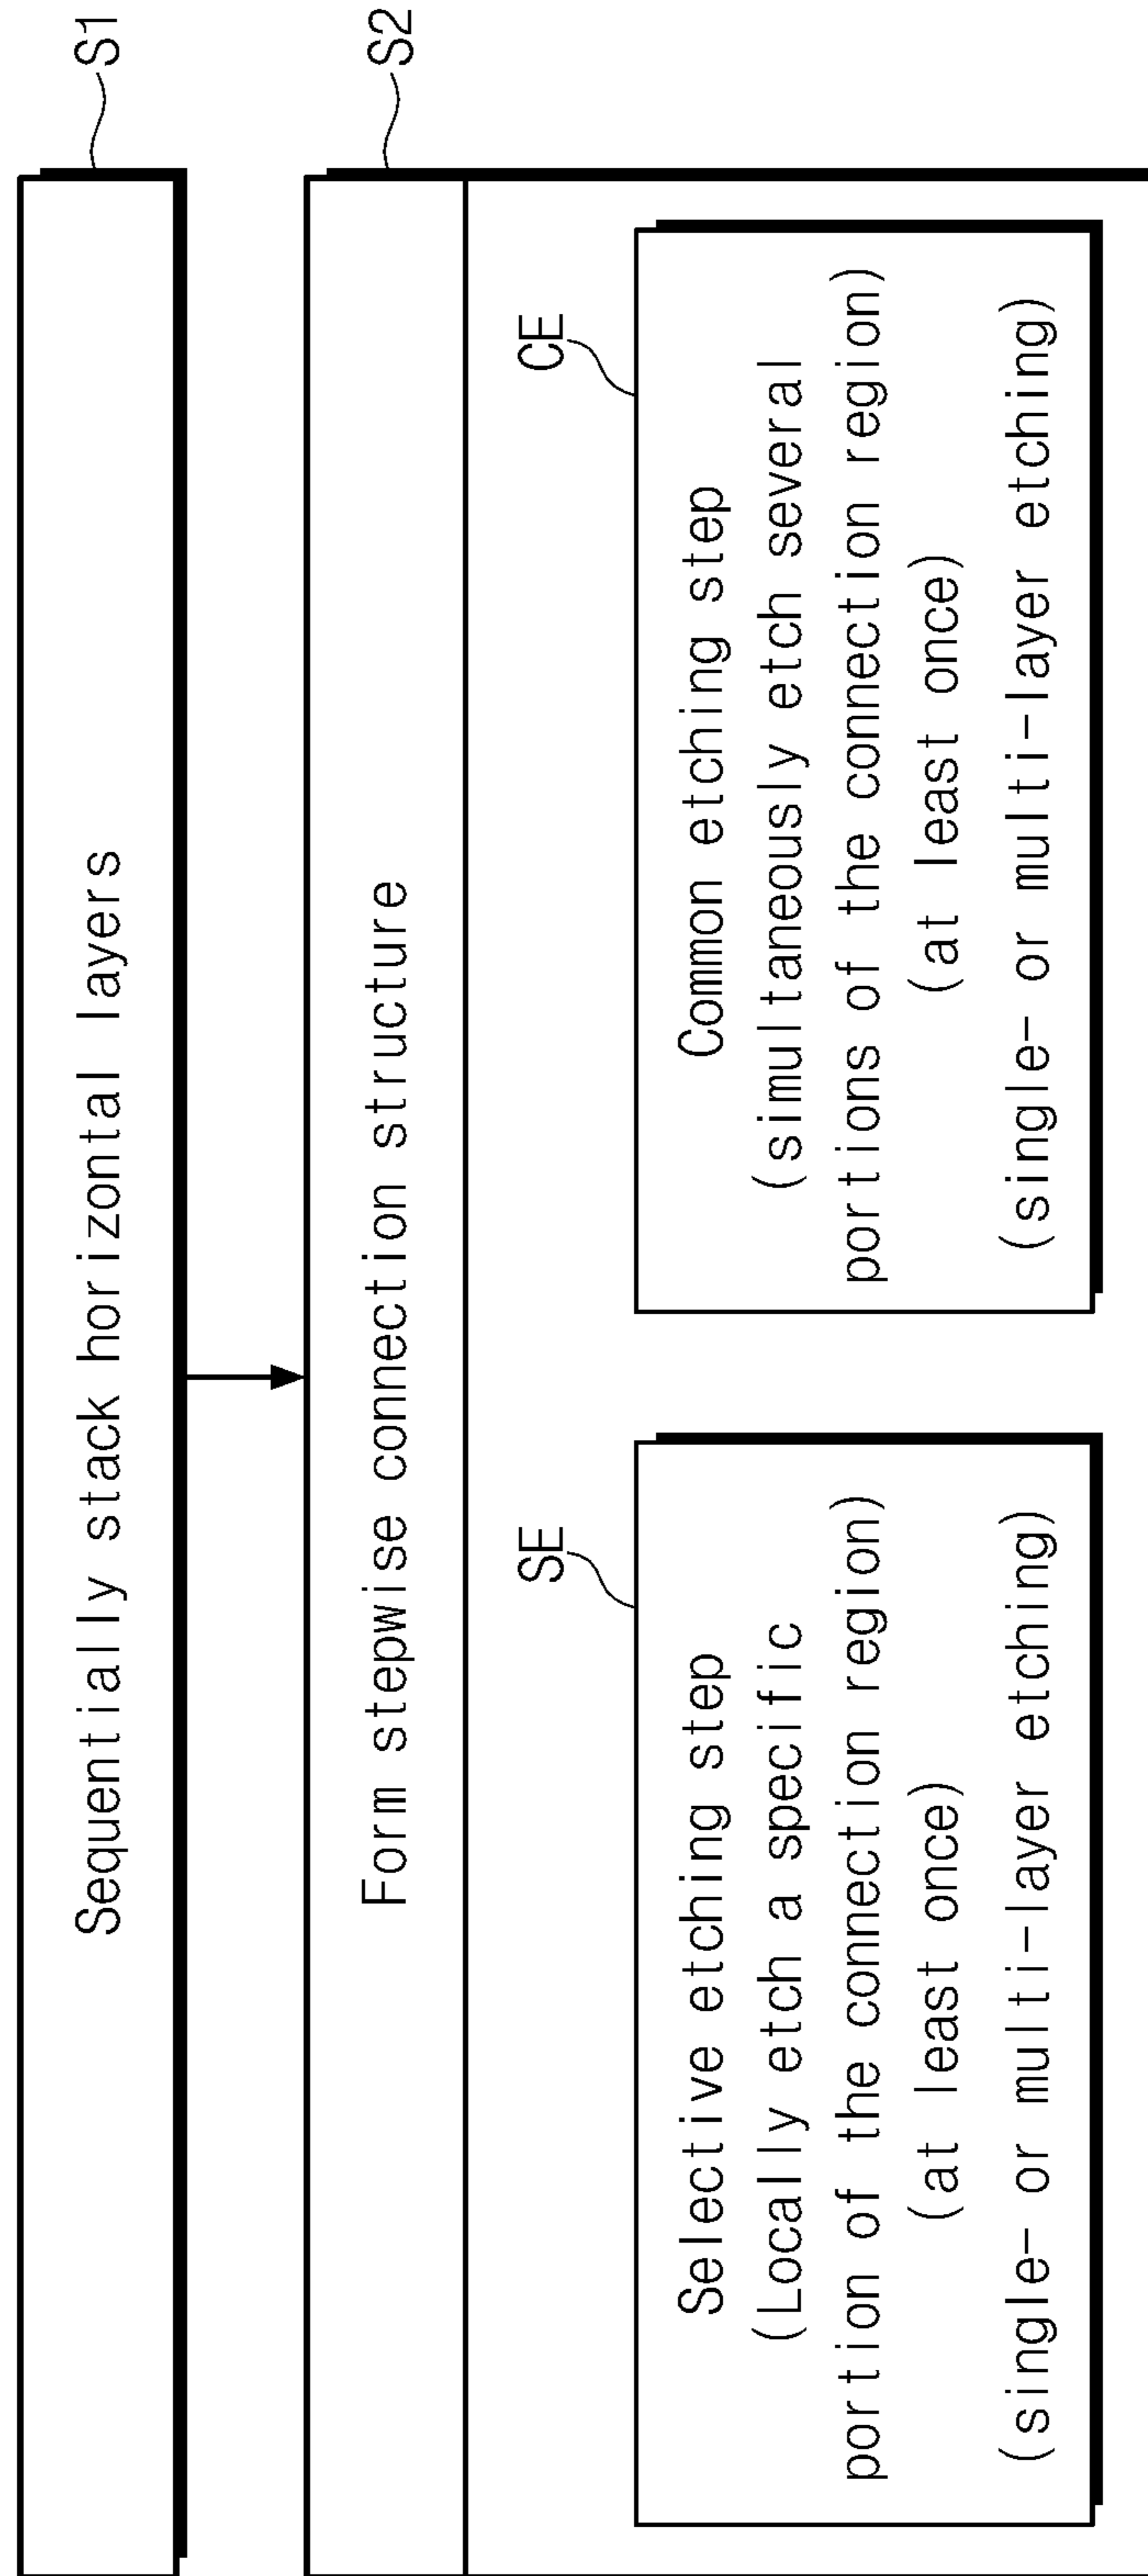 Sequentially stack horizontal layers
S1
Form stepwise connection structure
S2
SE
Selective etching step
(Locally etch a specific
portion of the connection region)
(at least once)
(single- or multi-layer etching)
CE
Common etching step
(simultaneously etch several
portions of the connection region)
(at least once)
(single- or multi-layer etching)